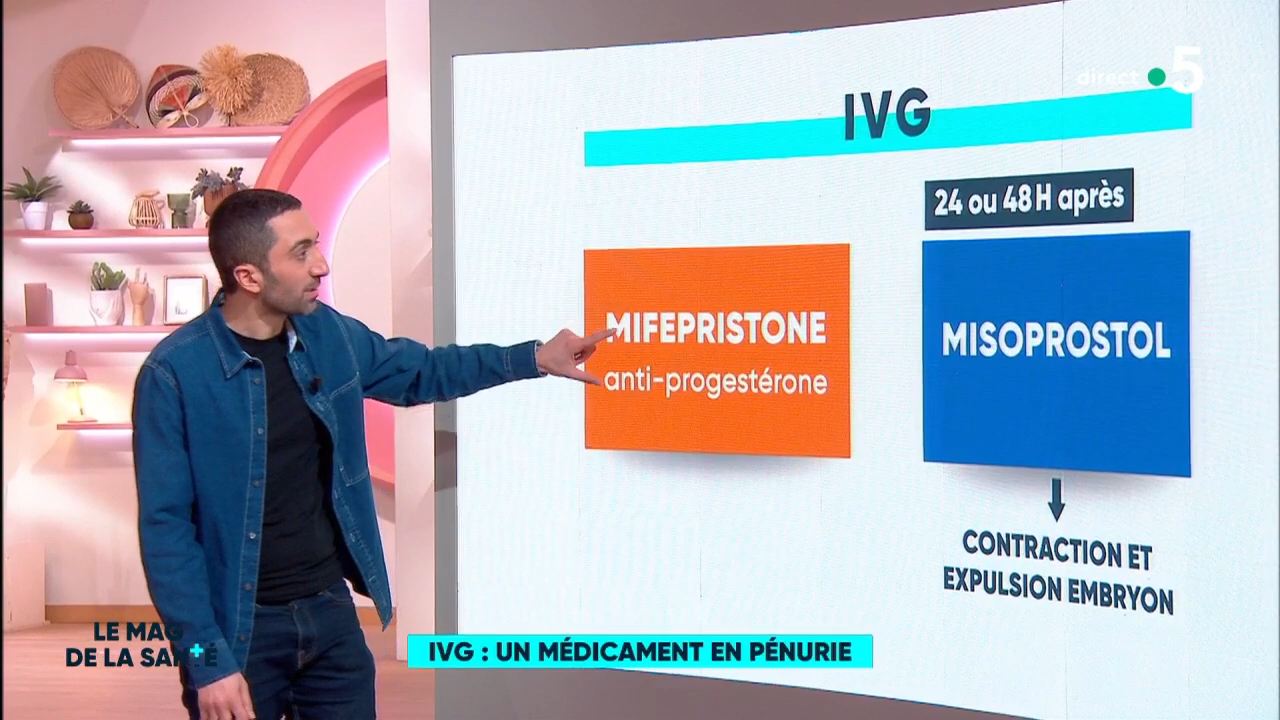 direct 5
IVG
24 ou 48 H après
MIFEPRISTONE
anti-progestérone
MISOPROSTOL
CONTRACTION ET
EXPULSION EMBRYON
LE MAG
DE LA SANTÉ
IVG : UN MÉDICAMENT EN PÉNURIE